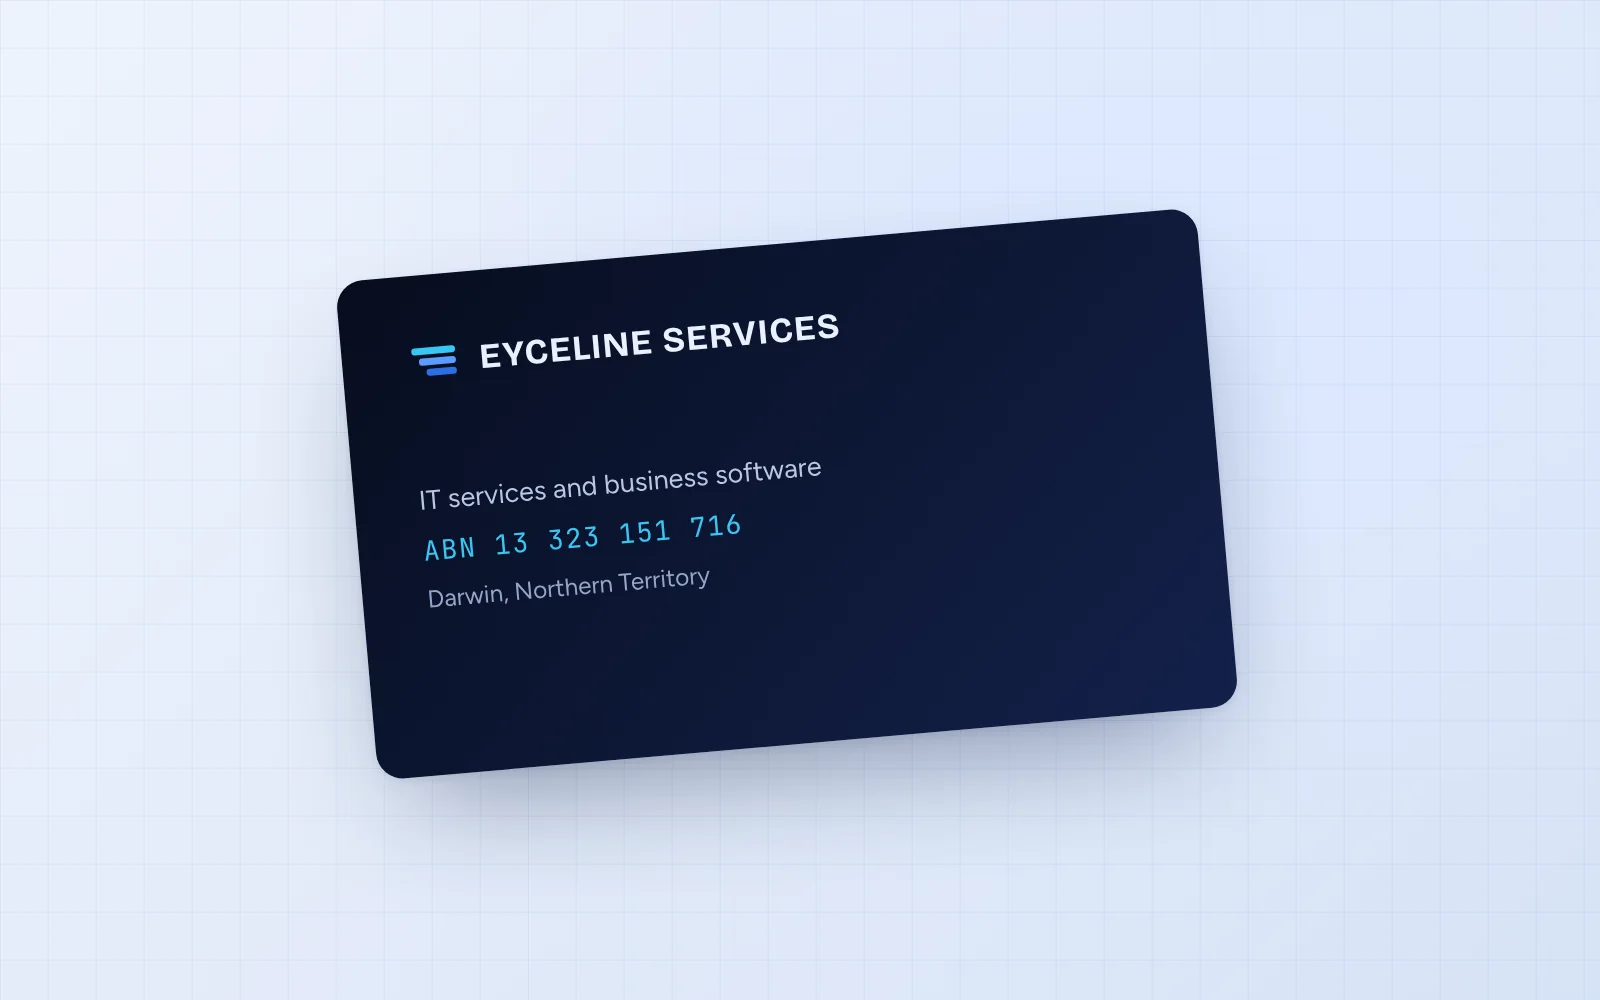 EYCELINE SERVICES
IT services and business software
ABN 13 323 151 716
Darwin, Northern Territory